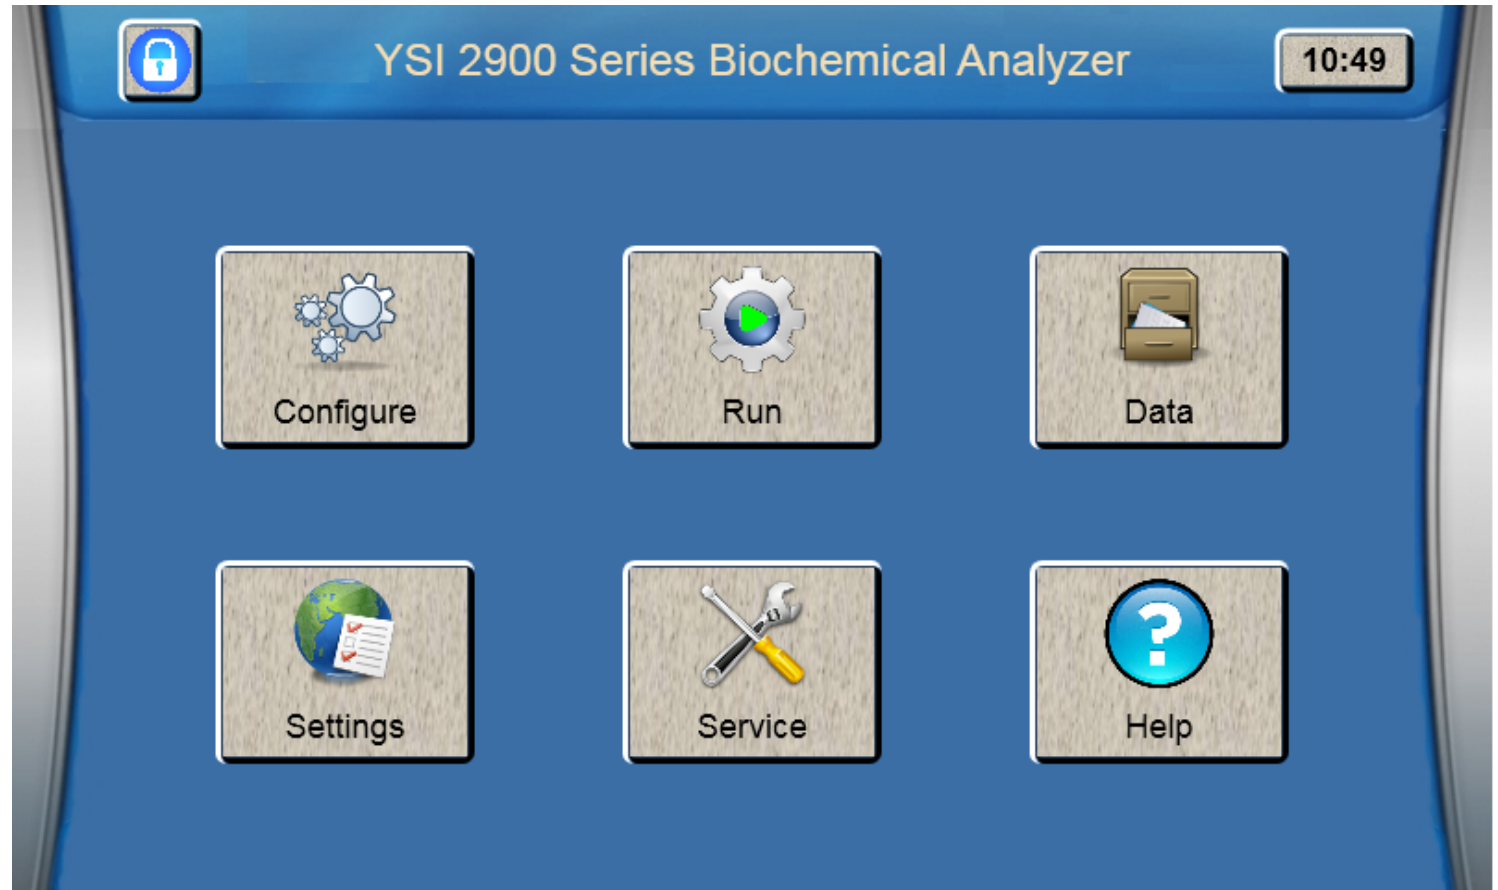 YSI 2900 Series Biochemical Analyzer
10:49
Configure
Run
Data
Settings
Service
Help